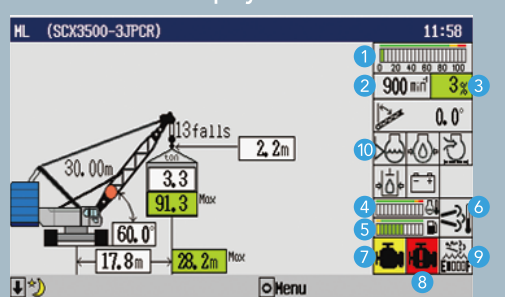 ML (SCX3500-3JPCR) 11:58
1
0 20 40 60 80 100
2 900 min⁻¹ 3% 3
0.0°
13falls
2.2m
ton
10
30.00m
3.3
91.3 Max
4
6
5
60.0°
17.8m 28.2m Max
7
8
9
Menu